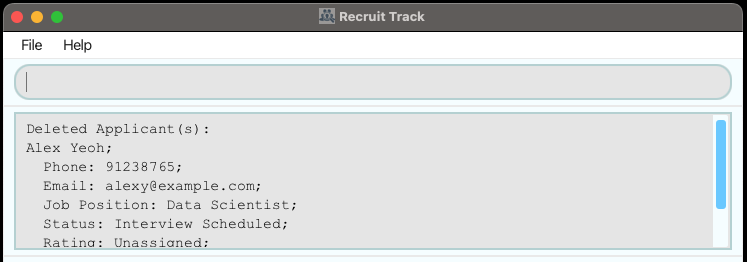 Recruit Track
File Help
Deleted Applicant(s):
Alex Yeoh;
Phone: 91238765;
Email: alexy@example.com;
Job Position: Data Scientist;
Status: Interview Scheduled;
Rating: Unassigned;